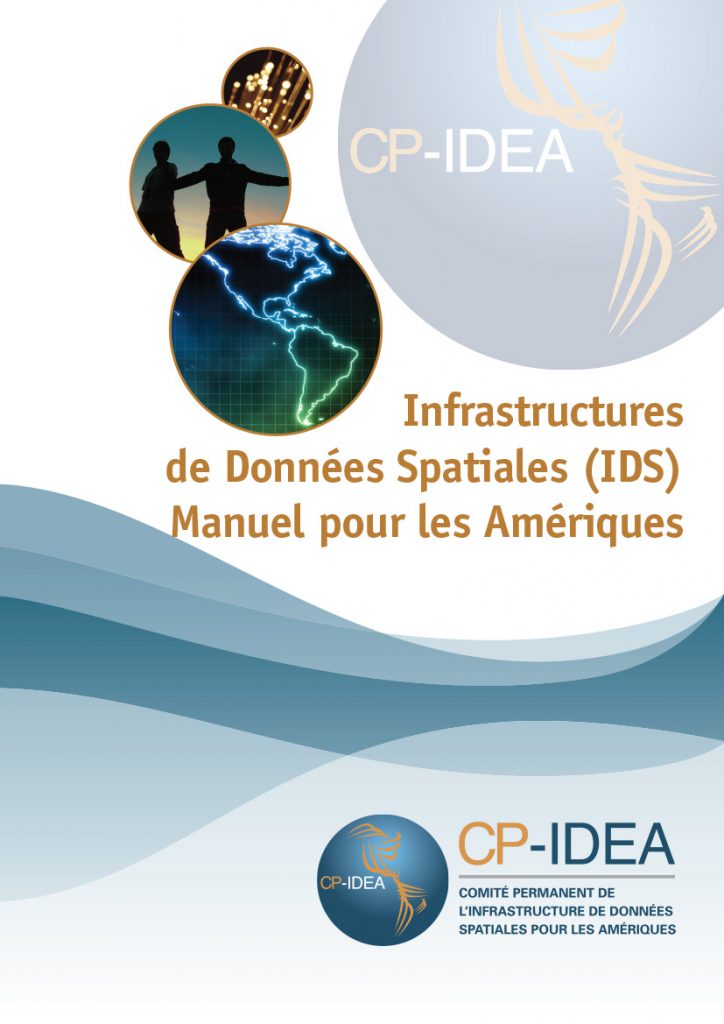 CP-IDEA
Infrastructures
de Données Spatiales (IDS)
Manuel pour les Amériques
CP-IDEA
CP-IDEA
COMITÉ PERMANENT DE
L'INFRASTRUCTURE DE DONNÉES
SPATIALES POUR LES AMÉRIQUES